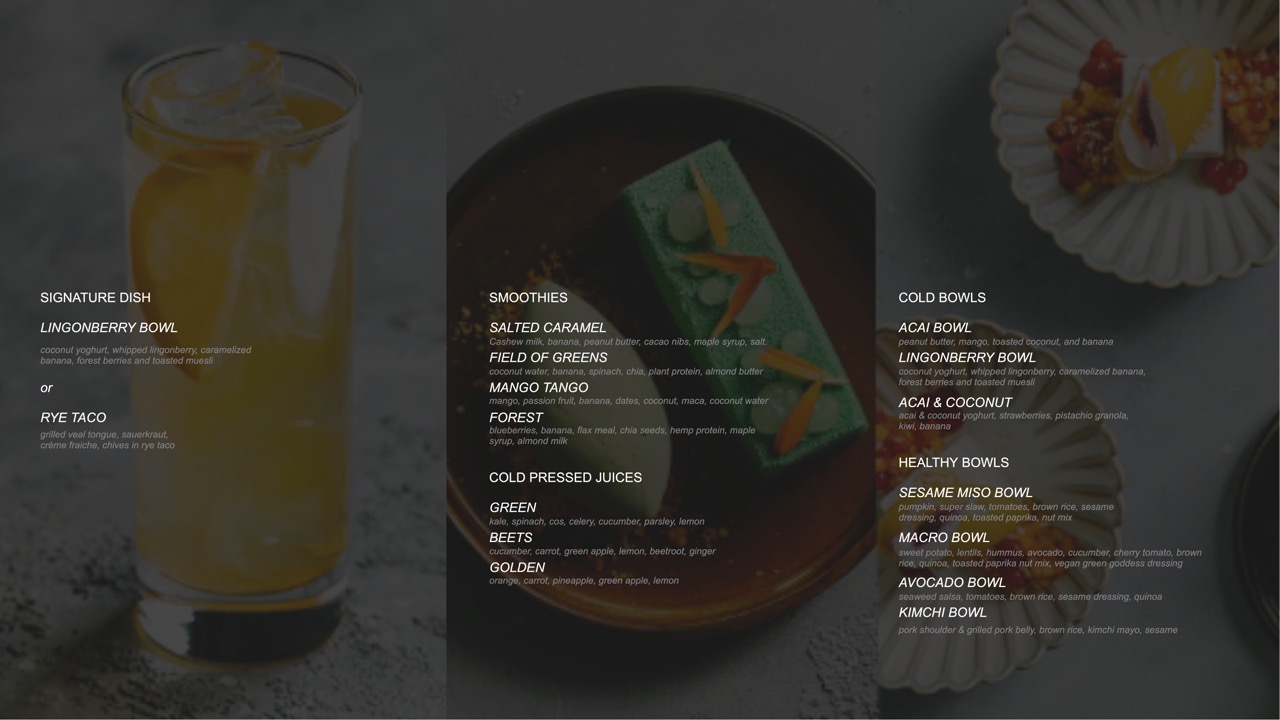 SIGNATURE DISH
LINGONBERRY BOWL
coconut yoghurt, whipped lingonberry, caramelized
banana, forest berries and toasted muesli
or
RYE TACO
grilled veal tongue, sauerkraut,
créme fraiche, chives in rye taco
SMOOTHIES
SALTED CARAMEL
Cashew milk, banana, peanut butter, cacao nibs, maple syrup, salt.
FIELD OF GREENS
coconut water, banana, spinach, chia, plant protein, almond butter
MANGO TANGO
mango, passion fruit, banana, dates, coconut, maca, coconut water
FOREST
blueberries, banana, flax meal, chia seeds, hemp protein, maple
syrup, almond milk
COLD PRESSED JUICES
GREEN
kale, spinach, cos, celery, cucumber, parsley, lemon
BEETS
cucumber, carrot, green apple, lemon, beetroot, ginger
GOLDEN
orange, carrot, pineapple, green apple, lemon
COLD BOWLS
ACAI BOWL
peanut butter, mango, toasted coconut, and banana
LINGONBERRY BOWL
coconut yoghurt, whipped lingonberry, caramelized banana,
forest berries and toasted muesli
ACAI & COCONUT
acai & coconut yoghurt, strawberries, pistachio granola,
kiwi, banana
HEALTHY BOWLS
SESAME MISO BOWL
pumpkin, super slaw, tomatoes, brown rice, sesame
dressing, quinoa, toasted paprika, nut mix
MACRO BOWL
sweet potato, lentils, hummus, avocado, cucumber, cherry tomato, brown
rice, quinoa, toasted paprika nut mix, vegan green goddess dressing
AVOCADO BOWL
seaweed salsa, tomatoes, brown rice, sesame dressing, quinoa
KIMCHI BOWL
pork shoulder & grilled pork belly, brown rice, kimchi mayo, sesame